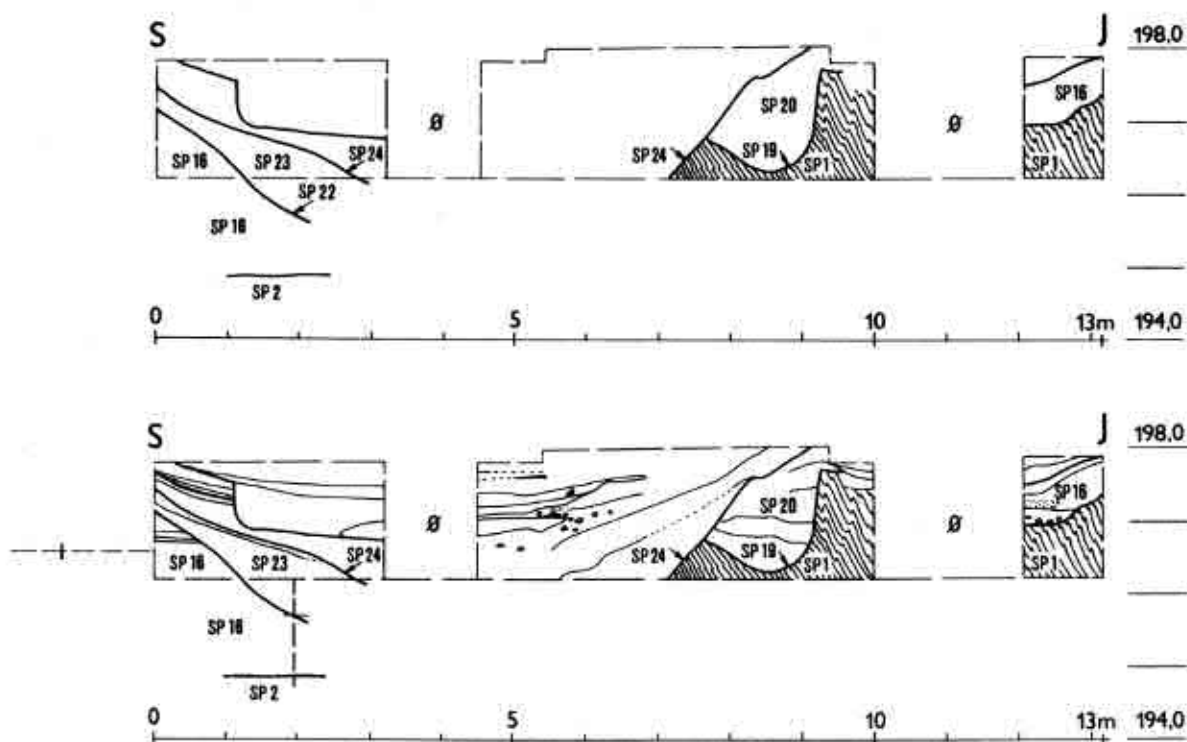 S J 198,0
SP 20 SP 16
Ø Ø
SP 24 SP 19
SP 16 SP 23 SP 24 SP 1 SP 1
SP 22
SP 16
SP 2
0 5 10 13m 194,0
S J 198,0
SP 16
Ø SP 20 Ø
SP 16 SP 23 SP 24 SP 24 SP 19 SP 1 SP 1
SP 16
SP 2
0 5 10 13m 194,0